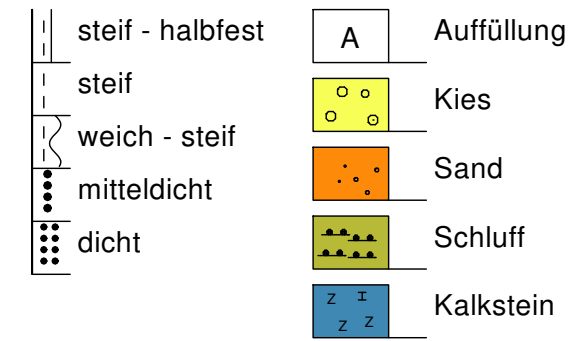 steif - halbfest
steif
weich - steif
mitteldicht
dicht
A Auffüllung
Kies
Sand
Schluff
Z I Kalkstein
Z Z